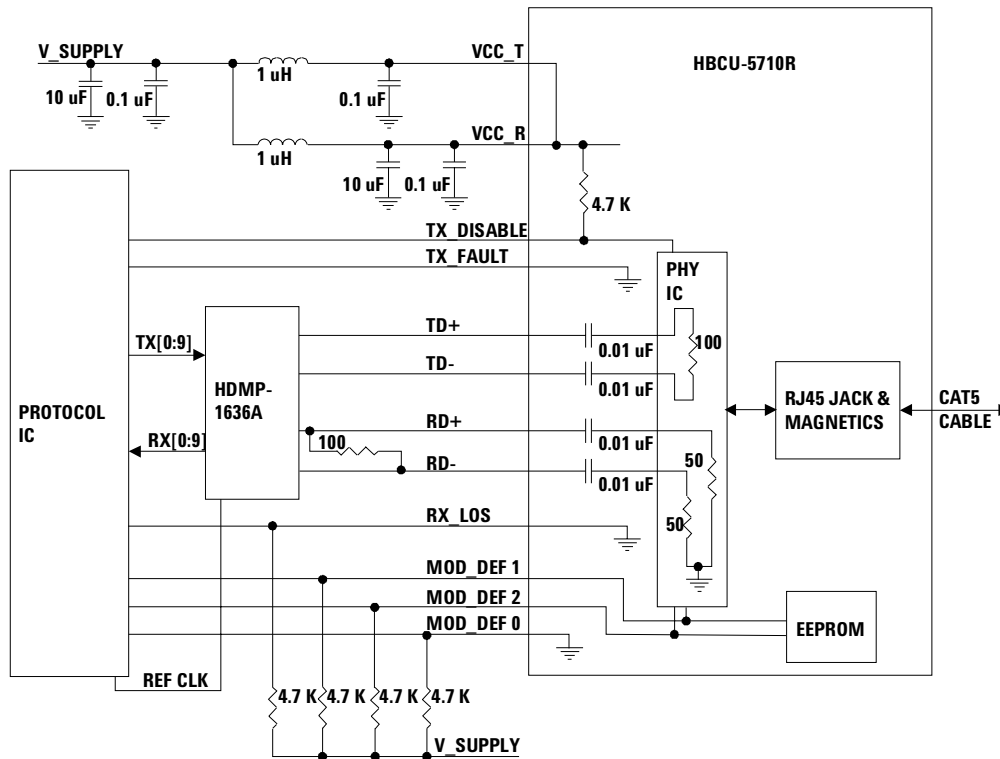 V_SUPPLY
10 uF
0.1 uF
1 uH
VCC_T
0.1 uF
HBCU-5710R
1 uH
VCC_R
10 uF
0.1 uF
4.7 K
TX_DISABLE
TX_FAULT
PHY
IC
TX[0:9]
HDMP-
1636A
TD+
0.01 uF
100
TD-
0.01 uF
PROTOCOL
IC
RX[0:9]
100
RD+
0.01 uF
RD-
0.01 uF
50
50
RJ45 JACK &
MAGNETICS
CAT5
CABLE
RX_LOS
MOD_DEF 1
MOD_DEF 2
MOD_DEF 0
EEPROM
REF CLK
4.7 K
4.7 K
4.7 K
4.7 K
V_SUPPLY